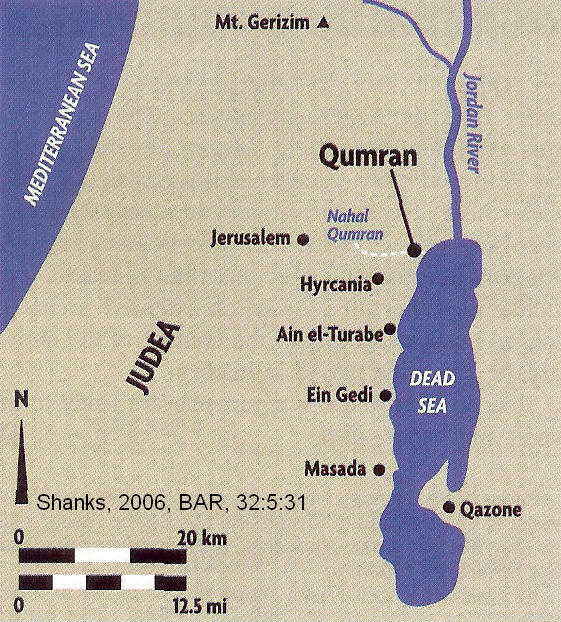 Mt. Gerizim
MEDITERRANEAN SEA
Jordan River
Qumran
Nahal
Qumran
Jerusalem
Hyrcania
Ain el-Turabe
JUDEA
DEAD
SEA
Ein Gedi
N
Masada
Shanks, 2006, BAR, 32:5:31
Qazone
0 20 km
0 12.5 mi